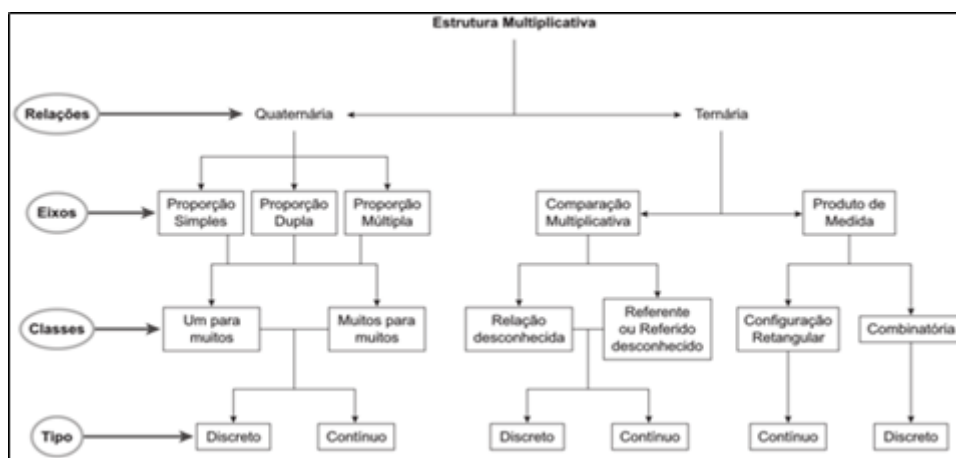 Estrutura Multiplicativa
Relações
Quaternária
Ternária
Eixos
Proporção
Simples
Proporção
Dupla
Proporção
Múltipla
Comparação
Multiplicativa
Produto de
Medida
Classes
Um para
muitos
Muitos para
muitos
Relação
desconhecida
Referente
ou Referido
desconhecido
Configuração
Retangular
Combinatória
Tipo
Discreto
Contínuo
Discreto
Contínuo
Contínuo
Discreto